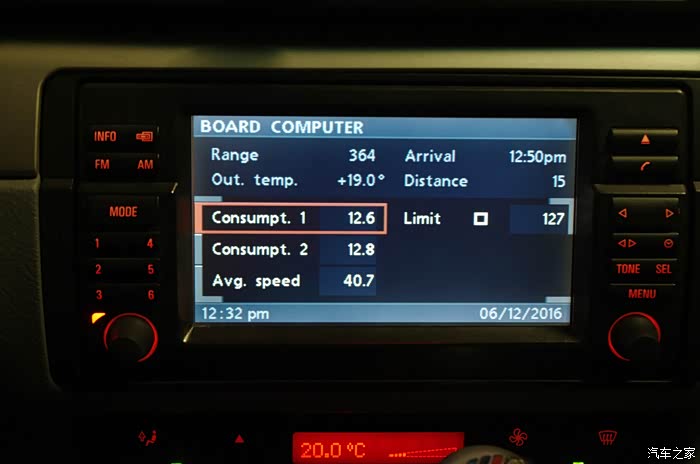 BOARD COMPUTER
Range 364 Arrival 12:50pm
Out. temp. +19.0° Distance 15
Consumpt. 1 12.6 Limit 127
Consumpt. 2 12.8
Avg. speed 40.7
12:32 pm 06/12/2016
INFO
FM AM
MODE
1 4
2 5
3 6
TONE SEL
MENU
20.0 °C
汽车之家